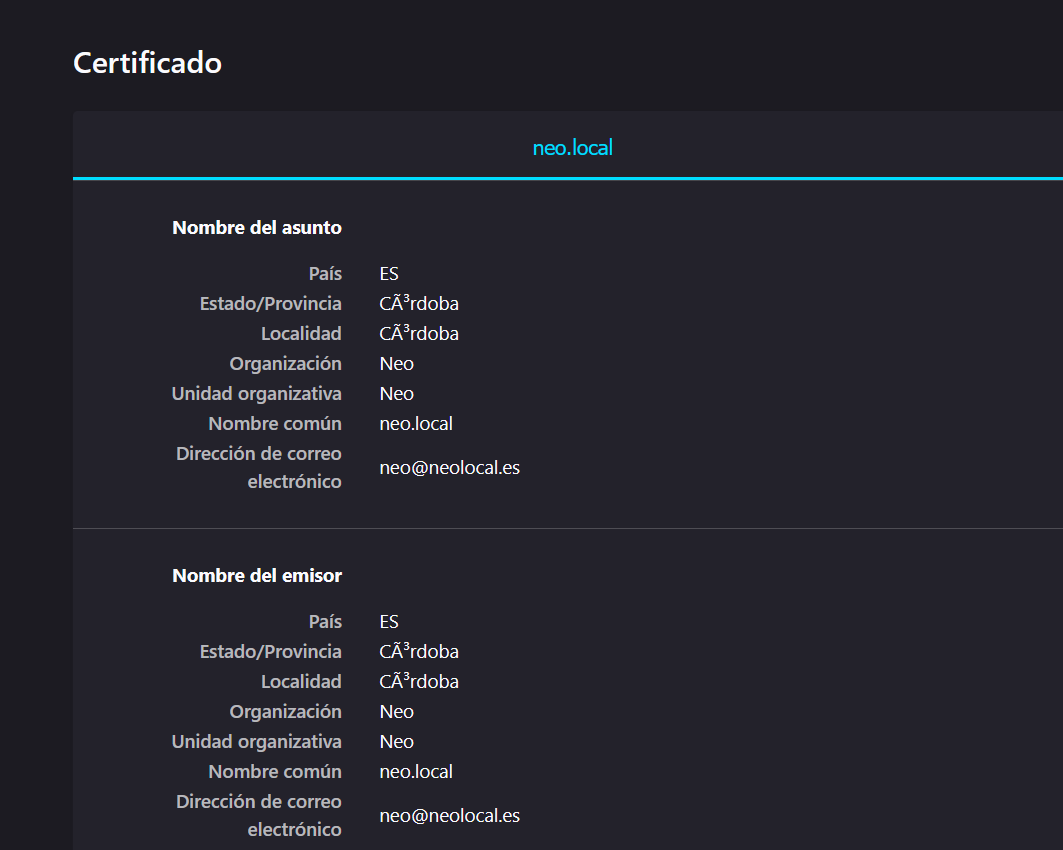 Certificado
neo.local
Nombre del asunto
País ES
Estado/Provincia CÃ³rdoba
Localidad CÃ³rdoba
Organización Neo
Unidad organizativa Neo
Nombre común neo.local
Dirección de correo
electrónico neo@neolocal.es
Nombre del emisor
País ES
Estado/Provincia CÃ³rdoba
Localidad CÃ³rdoba
Organización Neo
Unidad organizativa Neo
Nombre común neo.local
Dirección de correo
electrónico neo@neolocal.es